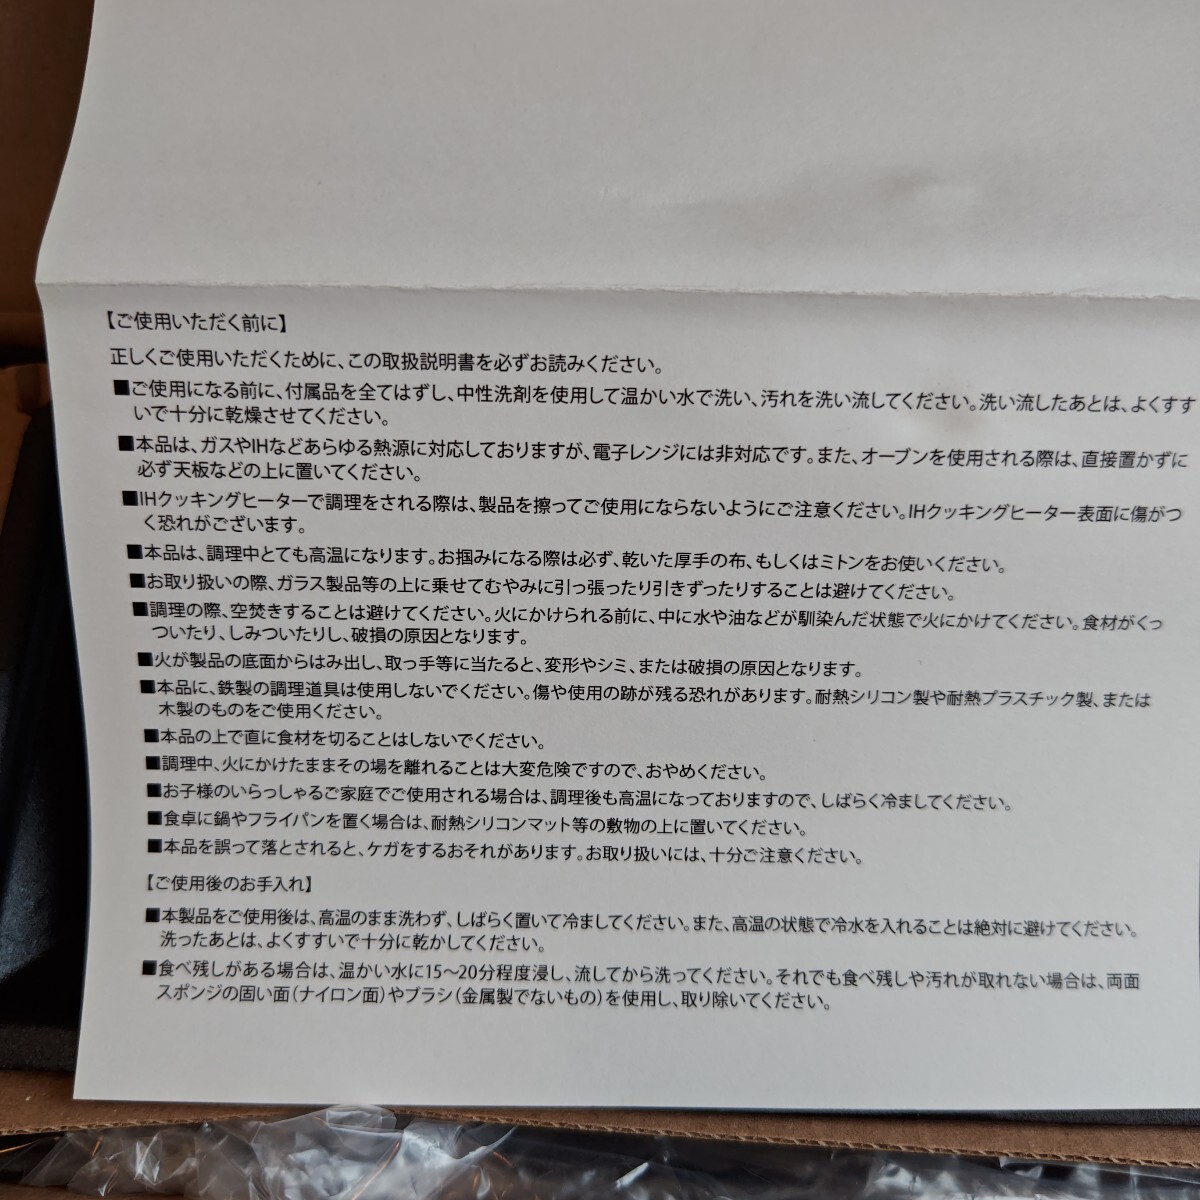 【ご使用いただく前に】
正しくご使用いただくために、この取扱説明書を必ずお読みください。
■ご使用になる前に、付属品を全てはずし、中性洗剤を使用して温かい水で洗い、汚れを洗い流してください。洗い流したあとは、よくすす
いで十分に乾燥させてください。
■本品は、ガスやIHなどあらゆる熱源に対応しておりますが、電子レンジには非対応です。また、オーブンを使用される際は、直接置かずに
必ず天板などの上に置いてください。
■IHクッキングヒーターで調理をされる際は、製品を擦ってご使用にならないようにご注意ください。IHクッキングヒーター表面に傷がつ
く恐れがございます。
■本品は、調理中とても高温になります。お掴みになる際は必ず、乾いた厚手の布、もしくはミトンをお使いください。
■お取り扱いの際、ガラス製品等の上に乗せてむやみに引っ張ったり引きずったりすることは避けてください。
■調理の際、空焚きすることは避けてください。火にかけられる前に、中に水や油などが馴染んだ状態で火にかけてください。食材がくっ
ついたり、しみついたりし、破損の原因となります。
■火が製品の底面からはみ出し、取っ手等に当たると、変形やシミ、または破損の原因となります。
■本品に、鉄製の調理道具は使用しないでください。傷や使用の跡が残る恐れがあります。耐熱シリコン製や耐熱プラスチック製、または
木製のものをご使用ください。
■本品の上で直に食材を切ることはしないでください。
■調理中、火にかけたままその場を離れることは大変危険ですので、おやめください。
■お子様のいらっしゃるご家庭でご使用される場合は、調理後も高温になっておりますので、しばらく冷ましてください。
■食卓に鍋やフライパンを置く場合は、耐熱シリコンマット等の敷物の上に置いてください。
■本品を誤って落とされると、ケガをするおそれがあります。お取り扱いには、十分ご注意ください。
【ご使用後のお手入れ】
■本製品をご使用後は、高温のまま洗わず、しばらく置いて冷ましてください。また、高温の状態で冷水を入れることは絶対に避けてください。
洗ったあとは、よくすすいで十分に乾かしてください。
■食べ残しがある場合は、温かい水に15〜20分程度浸し、流してから洗ってください。それでも食べ残しや汚れが取れない場合は、両面
スポンジの固い面（ナイロン面）やブラシ（金属製でないもの）を使用し、取り除いてください。